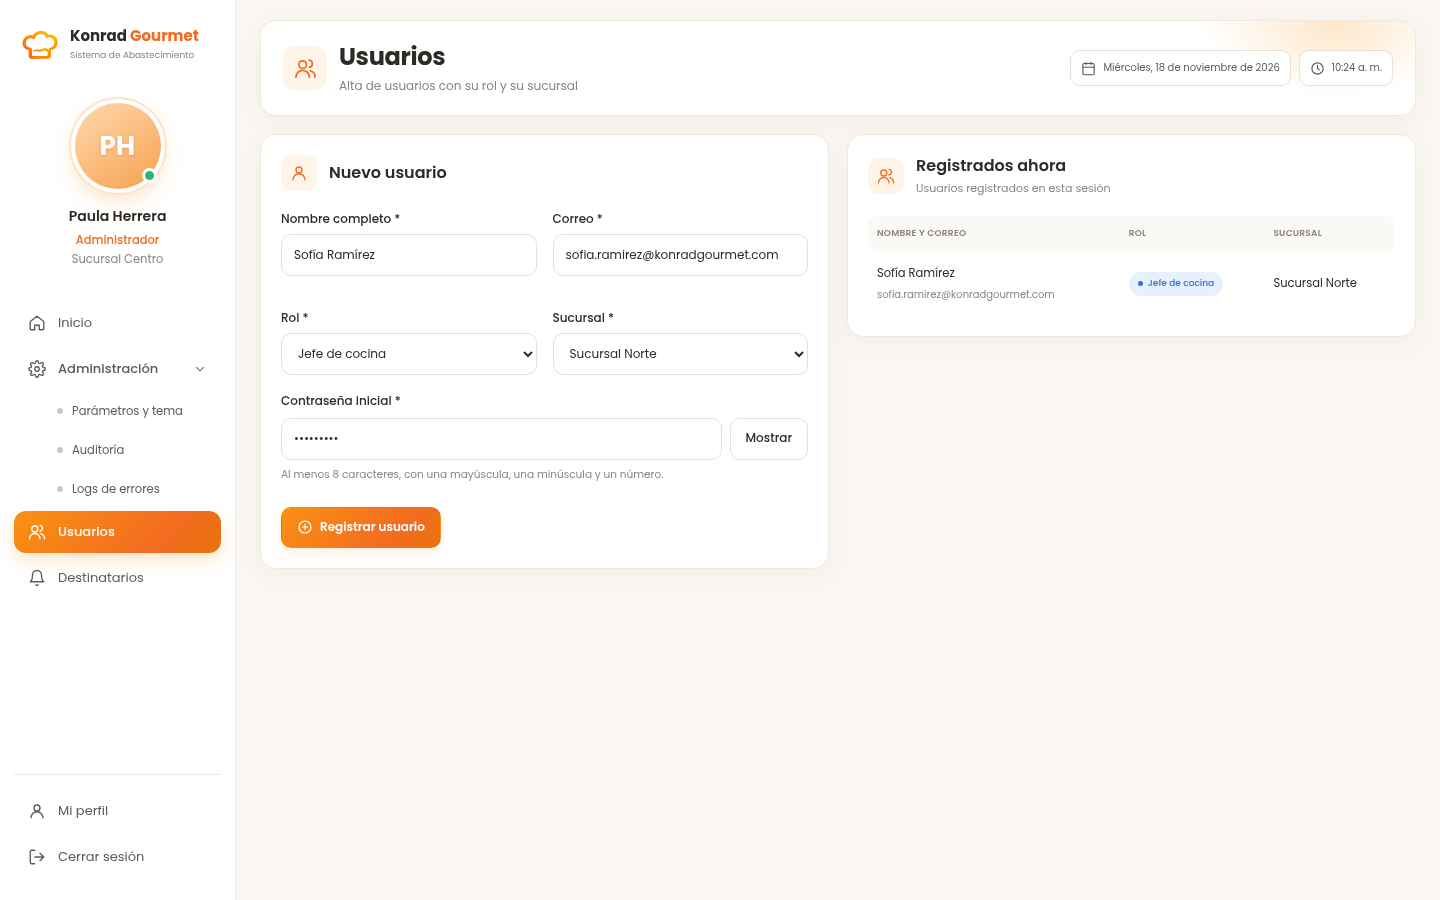 Konrad Gourmet
Sistema de Abastecimiento
PH
Paula Herrera
Administrador
Sucursal Centro
Inicio
Administración
Parámetros y tema
Auditoría
Logs de errores
Usuarios
Destinatarios
Mi perfil
Cerrar sesión
Usuarios
Alta de usuarios con su rol y su sucursal
Miércoles, 18 de noviembre de 2026
10:24 a. m.
Nuevo usuario
Nombre completo *
Correo *
Sofía Ramírez
sofia.ramirez@konradgourmet.com
Rol *
Sucursal *
Jefe de cocina
Sucursal Norte
Contraseña inicial *
•••••••••
Mostrar
Al menos 8 caracteres, con una mayúscula, una minúscula y un número.
Registrar usuario
Registrados ahora
Usuarios registrados en esta sesión
NOMBRE Y CORREO
ROL
SUCURSAL
Sofía Ramírez
sofia.ramirez@konradgourmet.com
Jefe de cocina
Sucursal Norte